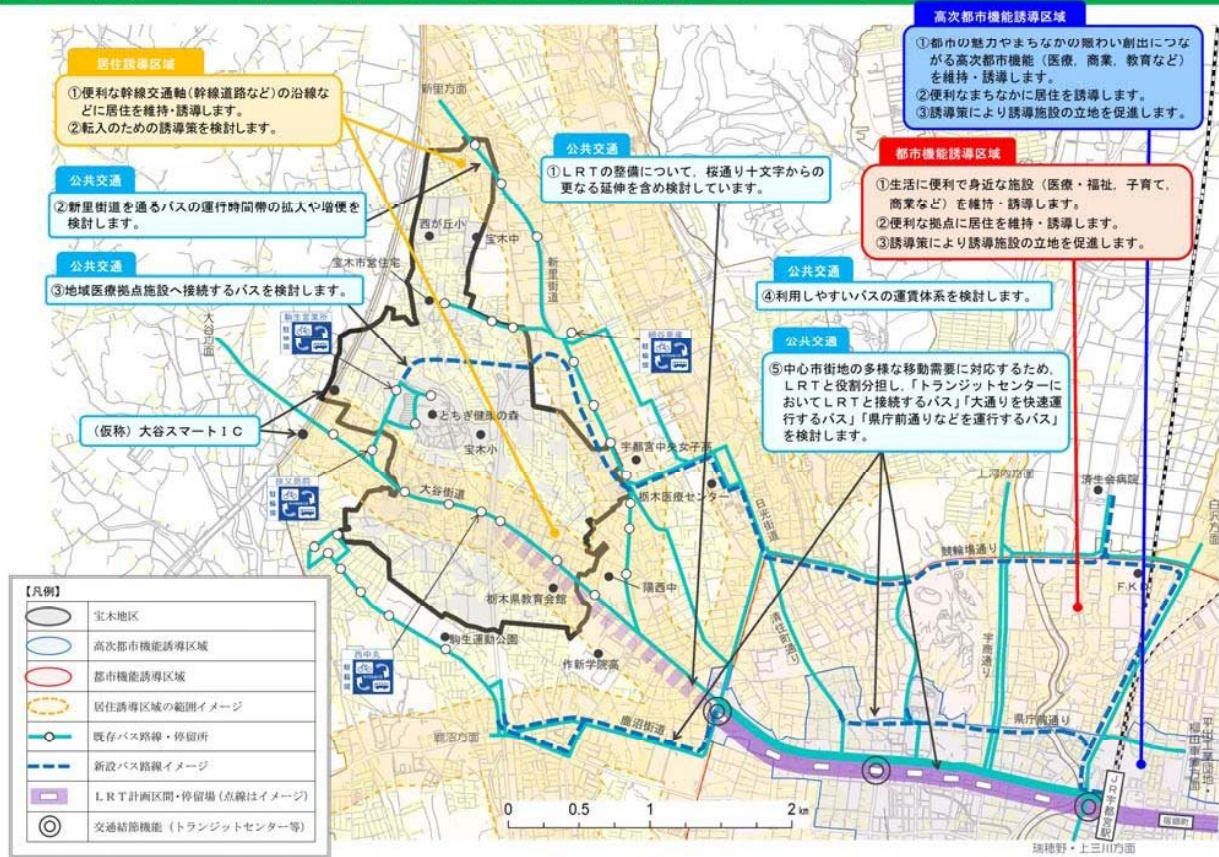 高次都市機能誘導区域
①都市の魅力やまちなかの賑わい創出につな
がる高次都市機能（医療，商業，教育など）
を維持・誘導します。
②便利なまちなかに居住を誘導します。
③誘導策により誘導施設の立地を促進します。
居住誘導区域
①便利な幹線交通軸（幹線道路など）の沿線な
どに居住を維持・誘導します。
②転入のための誘導策を検討します。
新里方面
公共交通
①ＬＲＴの整備について，桜通り十文字からの
更なる延伸を含め検討しています。
都市機能誘導区域
①生活に便利で身近な施設（医療・福祉，子育て，
商業など）を維持・誘導します。
②便利な拠点に居住を維持・誘導します。
③誘導策により誘導施設の立地を促進します。
公共交通
②新里街道を通るバスの運行時間帯の拡大や増便を
検討します。
西が丘小
宝木中
宝木市営住宅
新里街道
公共交通
③地域医療拠点施設へ接続するバスを検討します。
公共交通
④利用しやすいバスの運賃体系を検討します。
大谷方面
駒生営業所
駐輪場
細谷車庫
駐輪場
公共交通
⑤中心市街地の多様な移動需要に対応するため，
ＬＲＴと役割分担し，「トランジットセンターに
おいてＬＲＴと接続するバス」「大通りを快速運
行するバス」「県庁前通りなどを運行するバス」
を検討します。
（仮称）大谷スマートＩＣ
とちぎ健康の森
宝木小
宇都宮中央女子高
栃木医療センター
上河内方面
済生会病院
白沢方面
駐輪場
大谷街道
日光街道
競輪場通り
ＦＫＤ
陽西中
栃木県教育会館
駒生運動公園
作新学院高
西中丸
駐輪場
清住町通り
宇商通り
鹿沼街道
鹿沼方面
県庁前通り
平出工業団地・
ＪＲ宇都宮駅
宿郷町
瑞穂野・上三川方面
0 0.5 1 2 km
【凡例】
宝木地区
高次都市機能誘導区域
都市機能誘導区域
居住誘導区域の範囲イメージ
既存バス路線・停留所
新設バス路線イメージ
ＬＲＴ計画区間・停留場（点線はイメージ）
交通結節機能（トランジットセンター等）